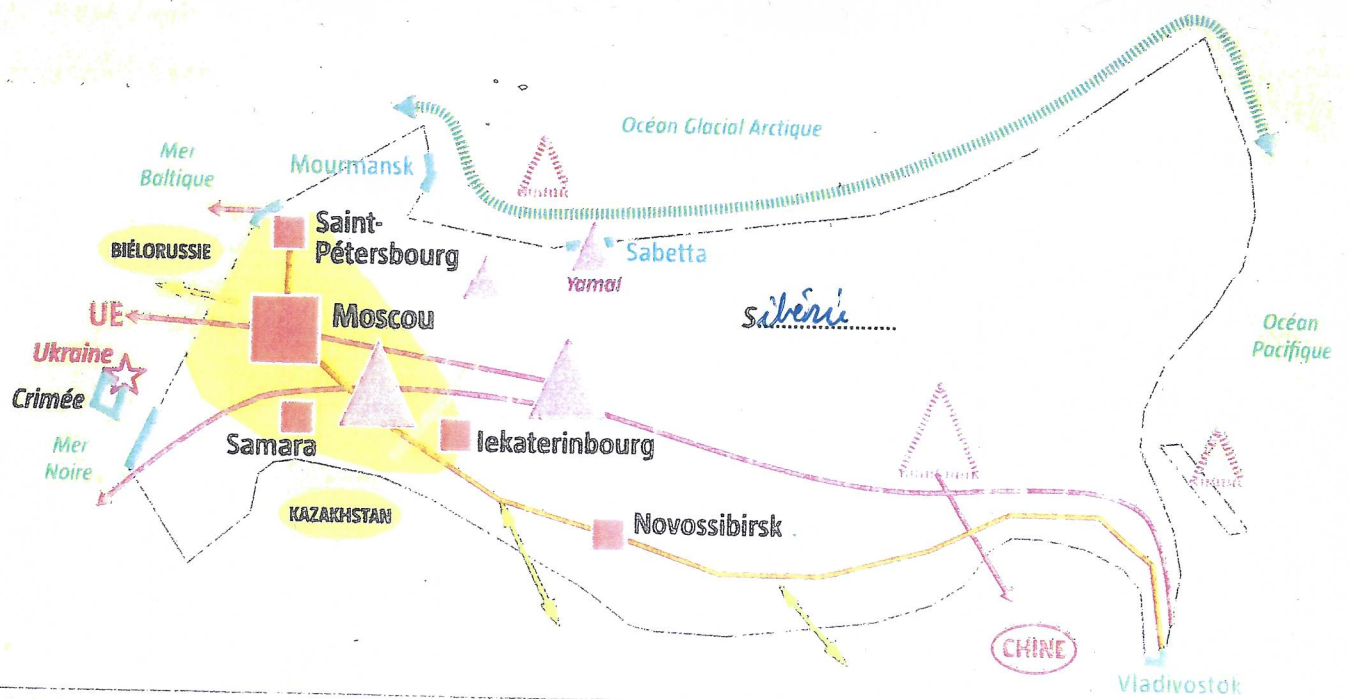 Océan Glacial Arctique
Mer
Baltique
Mourmansk
Saint-
Pétersbourg
BIÉLORUSSIE
Sabetta
Yamal
Sibérie
UE
Moscou
Océan
Pacifique
Ukraine
Crimée
Mer
Noire
Samara
Iekaterinbourg
KAZAKHSTAN
Novossibirsk
CHINE
Vladivostok